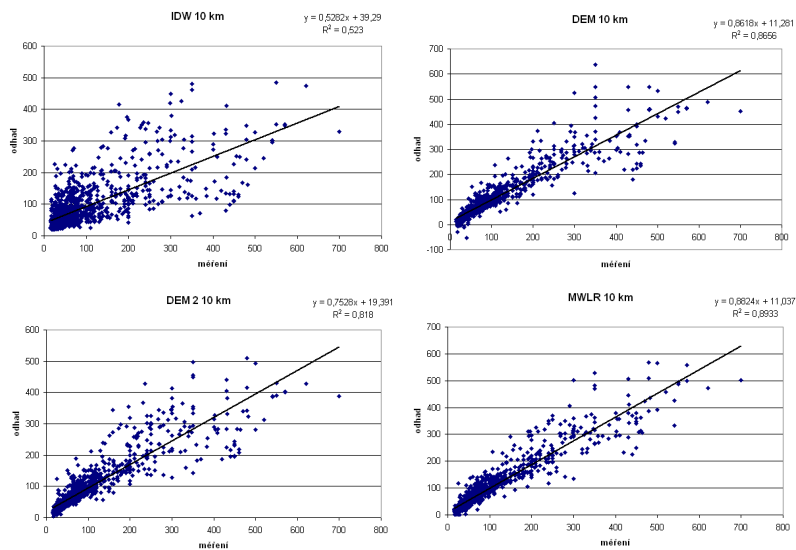 IDW 10 km
y = 0,5282x + 39,29
R² = 0,523
600
500
400
300
200
100
0
odhad
0 100 200 300 400 500 600 700 800
měření
DEM 10 km
y = 0,8618x + 11,281
R² = 0,8656
700
600
500
400
300
200
100
0
-100
odhad
0 100 200 300 400 500 600 700 800
měření
DEM 2 10 km
y = 0,7528x + 19,391
R² = 0,818
600
500
400
300
200
100
0
odhad
0 100 200 300 400 500 600 700 800
měření
MWLR 10 km
y = 0,8824x + 11,037
R² = 0,8933
700
600
500
400
300
200
100
0
odhad
0 100 200 300 400 500 600 700 800
měření